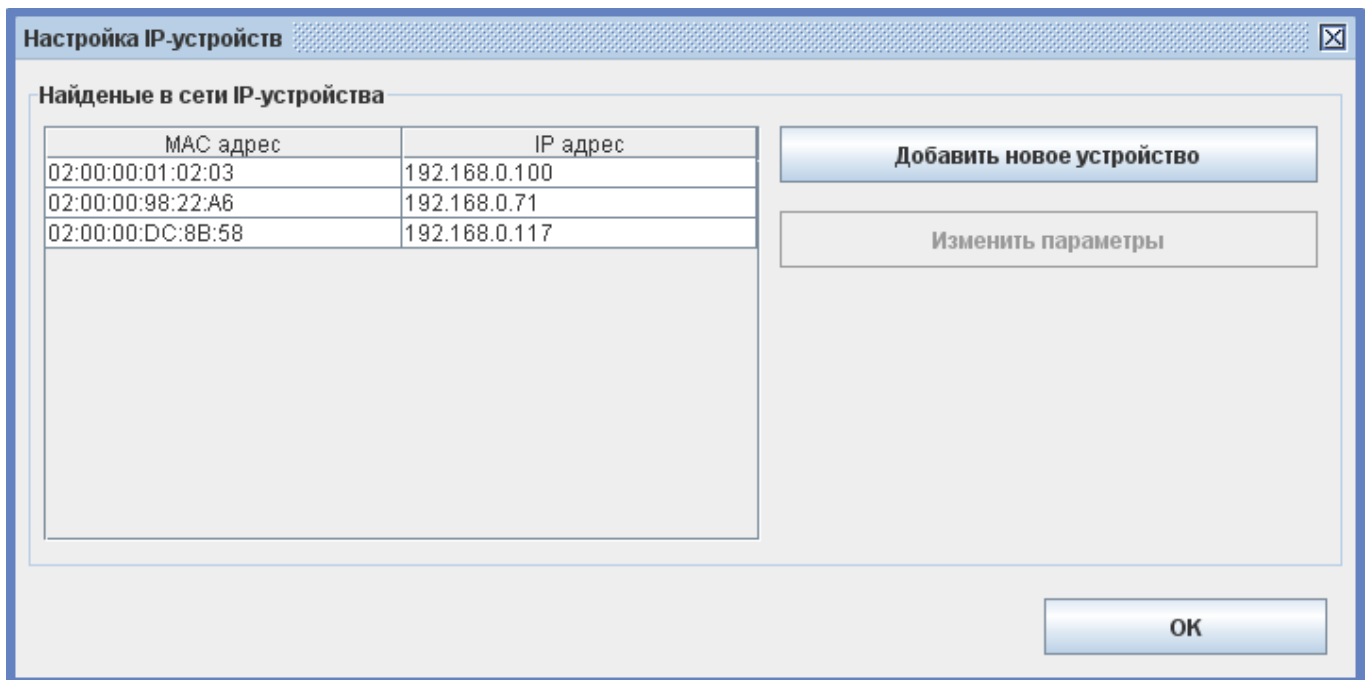 Настройка IP-устройств
Найденые в сети IP-устройства
MAC адрес IP адрес
02:00:00:01:02:03 192.168.0.100
02:00:00:98:22:A6 192.168.0.71
02:00:00:DC:8B:58 192.168.0.117
Добавить новое устройство
Изменить параметры
ОК